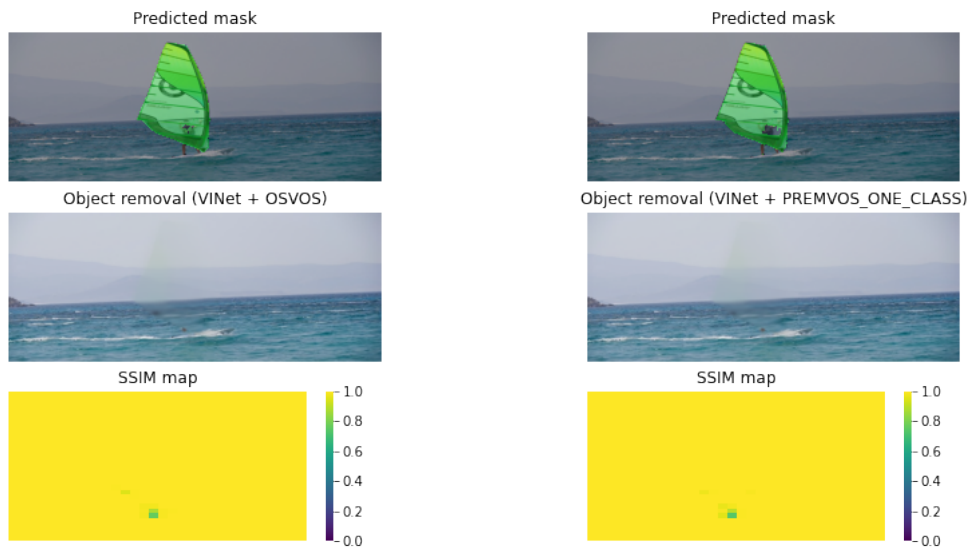 Predicted mask
Predicted mask
Object removal (VINet + OSVOS)
Object removal (VINet + PREMVOS_ONE_CLASS)
SSIM map
SSIM map
1.0
0.8
0.6
0.4
0.2
0.0
1.0
0.8
0.6
0.4
0.2
0.0